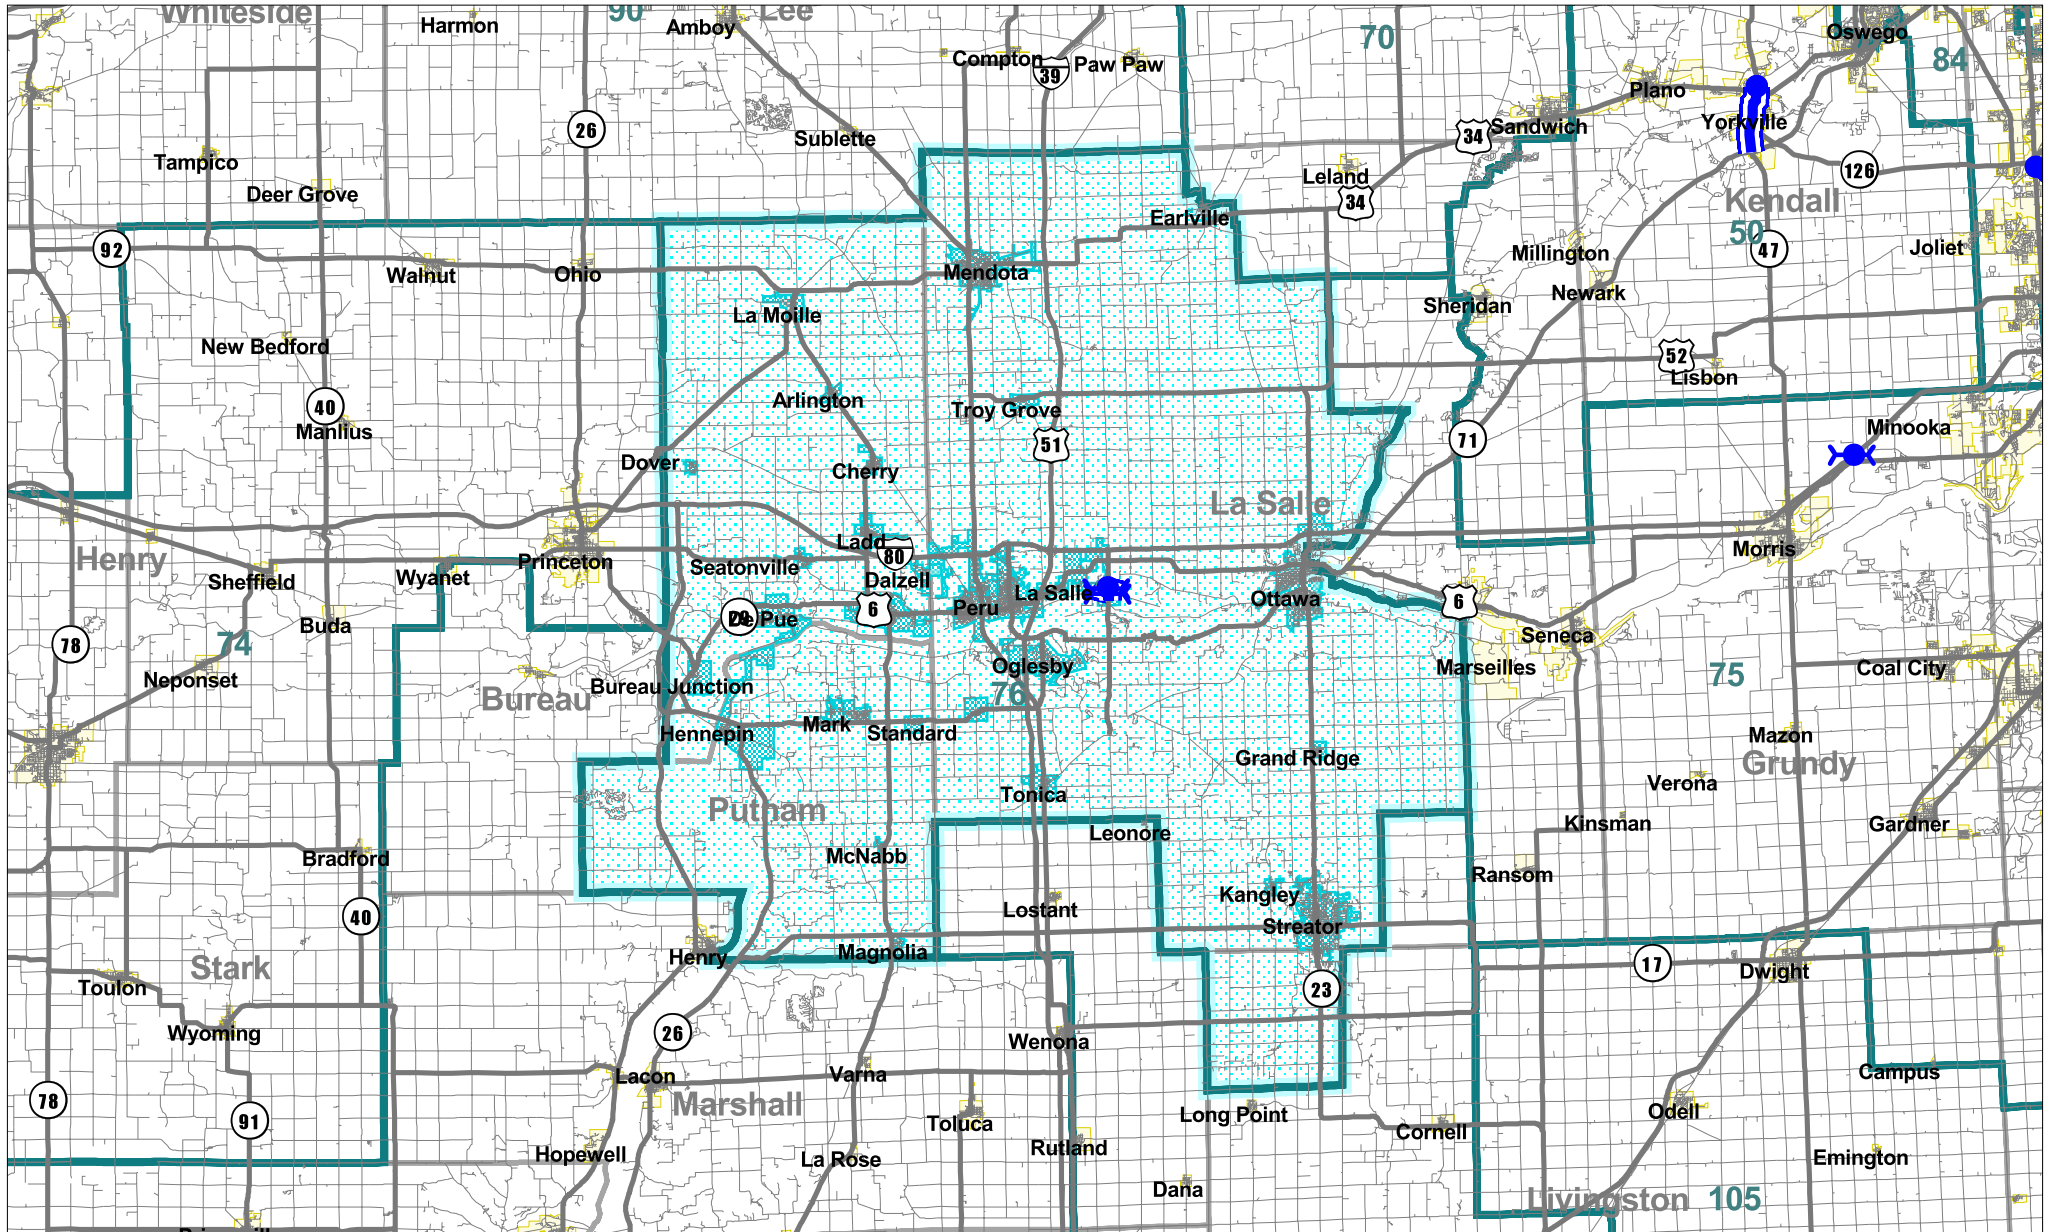 Whiteside
Harmon
90
Amboy
Lee
70
Oswego
84
Compton
39
Paw Paw
Plano
26
Sublette
34
Sandwich
Yorkville
Tampico
Deer Grove
Leland
34
126
Kendall
50
47
Earlville
92
Walnut
Ohio
Mendota
Millington
Joliet
Newark
Sheridan
La Moille
New Bedford
52
Lisbon
40
Manlius
Arlington
Troy Grove
51
71
Minooka
Dover
Cherry
La Salle
Henry
Ladd
80
Morris
Princeton
Seatonville
Dalzell
Sheffield
Wyanet
La Salle
Peru
Ottawa
6
6
29
De Pue
Buda
Seneca
78
74
Neponset
Oglesby
Marseilles
75
Coal City
Bureau
Bureau Junction
76
Mark
Standard
Hennepin
Mazon
Grundy
Grand Ridge
Verona
Putnam
Tonica
Leonore
Kinsman
Gardner
Bradford
McNabb
Ransom
Kangley
40
Lostant
Streator
Henry
Magnolia
Stark
Toulon
17
Dwight
23
Wyoming
26
Wenona
Lacon
Varna
Campus
78
91
Marshall
Toluca
Long Point
Odell
Cornell
Hopewell
La Rose
Rutland
Emington
Dana
Livingston
105